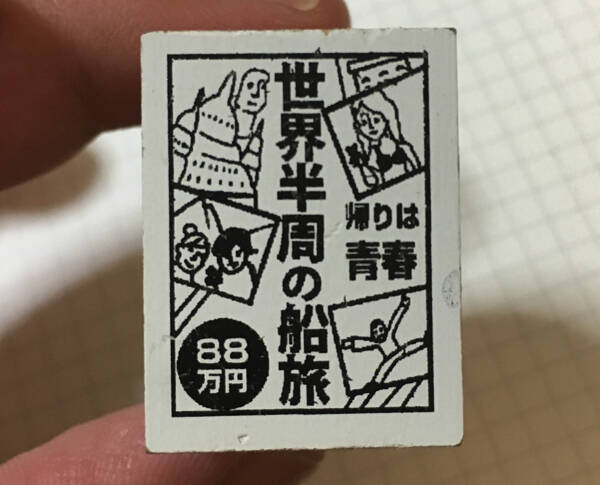 世界半周の船旅
帰りは
青春
88
万円